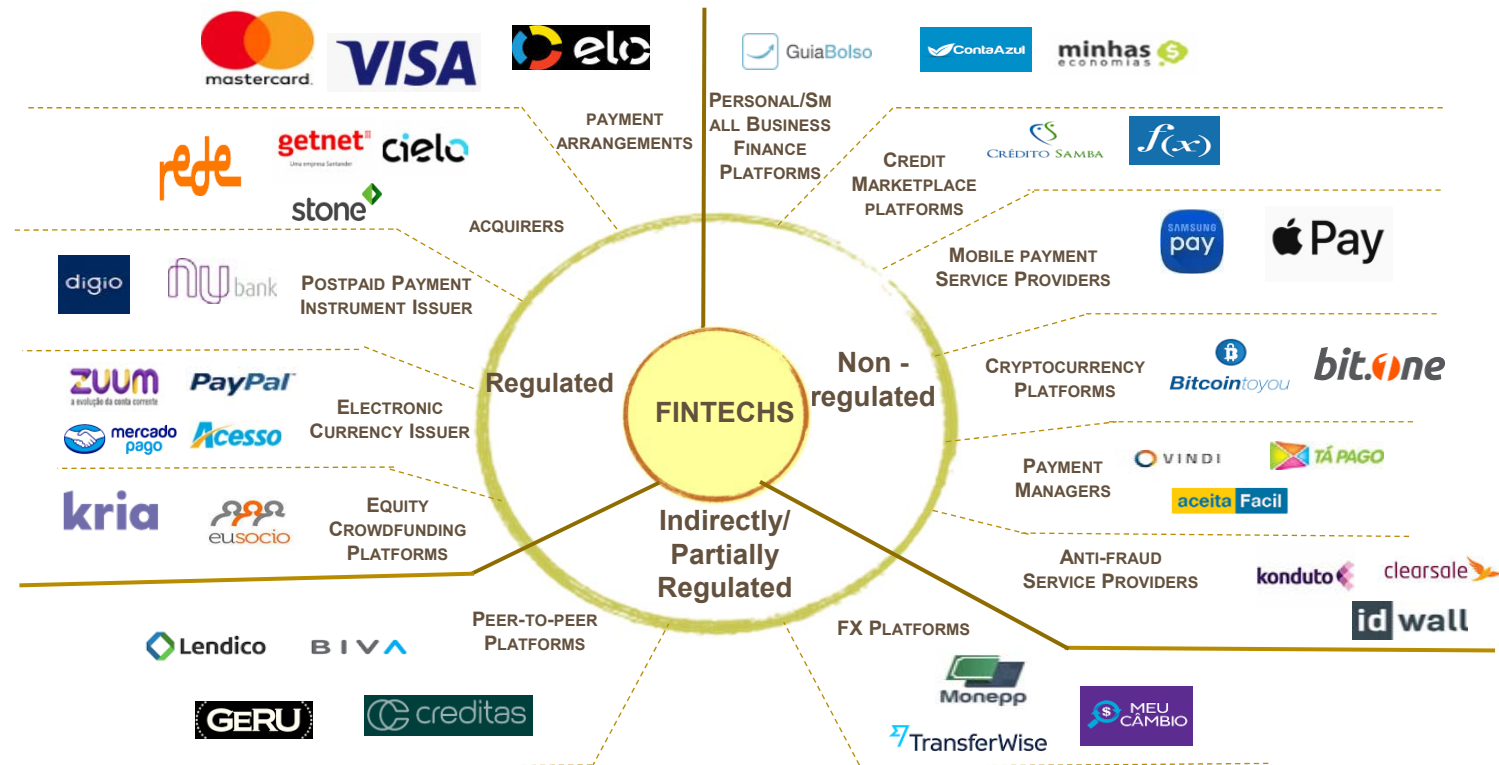 mastercard.
VISA
elo
PAYMENT
ARRANGEMENTS
rede
getnet
Uma empresa Santander
cielo
stone
ACQUIRERS
digio
nu bank
POSTPAID PAYMENT
INSTRUMENT ISSUER
ZUUM
a evolução da conta corrente
PayPal
mercado
pago
Acesso
ELECTRONIC
CURRENCY ISSUER
kria
eusocio
EQUITY
CROWDFUNDING
PLATFORMS
Regulated
FINTECHS
Non -
regulated
Indirectly/
Partially
Regulated
GuiaBolso
ContaAzul
minhas
economias
$
PERSONAL/SM
ALL BUSINESS
FINANCE
PLATFORMS
CRÉDITO SAMBA
f(x)
CREDIT
MARKETPLACE
PLATFORMS
SAMSUNG
pay
Pay
MOBILE PAYMENT
SERVICE PROVIDERS
CRYPTOCURRENCY
PLATFORMS
Bitcointoyou
bit.one
PAYMENT
MANAGERS
VINDI
TÁ PAGO
aceita Facil
ANTI-FRAUD
SERVICE PROVIDERS
konduto
clearsale
id wall
PEER-TO-PEER
PLATFORMS
Lendico
BIVA
GERU
creditas
FX PLATFORMS
Monepp
TransferWise
$
MEU
CÂMBIO